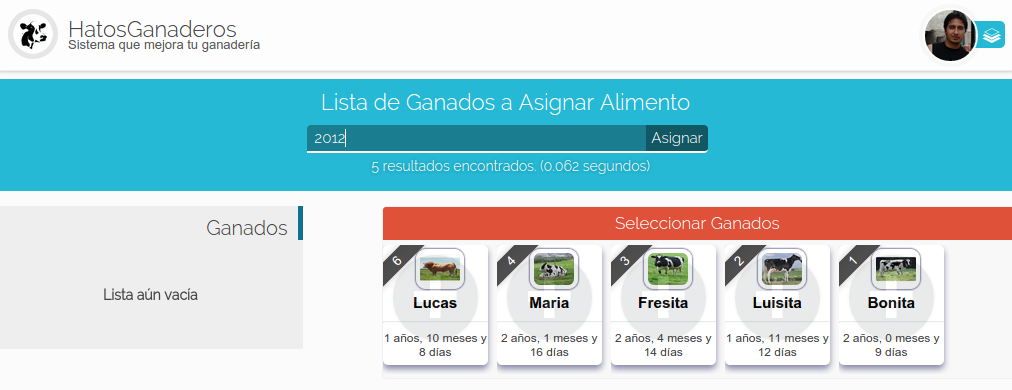 HatosGanaderos
Sistema que mejora tu ganadería
Lista de Ganados a Asignar Alimento
2012 Asignar
5 resultados encontrados. (0.062 segundos)
Ganados
Lista aún vacía
Seleccionar Ganados
6
Lucas
1 años, 10 meses y
8 días
4
Maria
2 años, 1 meses y
16 días
3
Fresita
2 años, 4 meses y
14 días
2
Luisita
1 años, 11 meses y
12 días
1
Bonita
2 años, 0 meses y
9 días